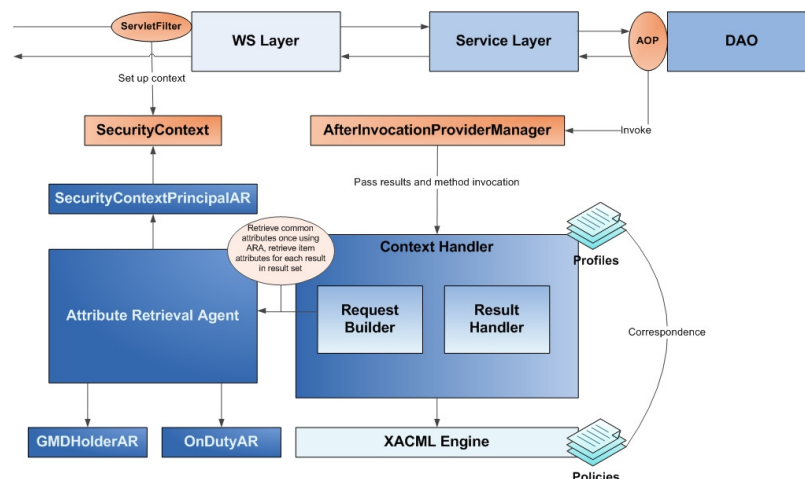 ServletFilter
WS Layer
Service Layer
AOP
DAO
Set up context
Invoke
SecurityContext
AfterInvocationProviderManager
Pass results and method invocation
SecurityContextPrincipalAR
Retrieve common
attributes once using
ARA, retrieve item
attributes for each result
in result set
Context Handler
Profiles
Attribute Retrieval Agent
Request
Builder
Result
Handler
Correspondence
GMDHolderAR
OnDutyAR
XACML Engine
Policies